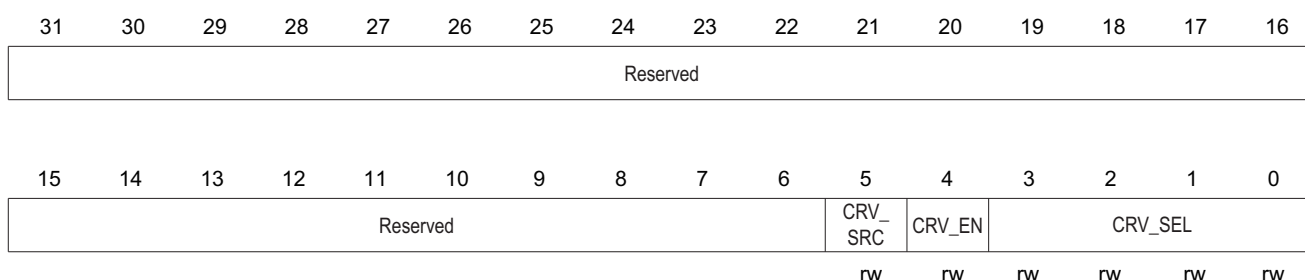 31 30 29 28 27 26 25 24 23 22 21 20 19 18 17 16
Reserved
15 14 13 12 11 10 9 8 7 6 5 4 3 2 1 0
Reserved CRV_ CRV_EN CRV_SEL
SRC
rw rw rw rw rw rw